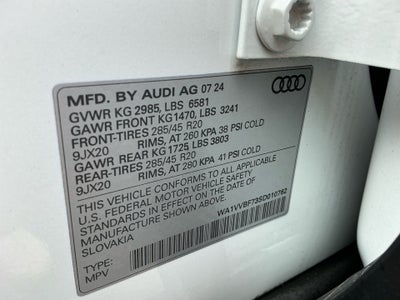 MFD. BY AUDI AG 07 24
GVWR KG 2985, LBS 6581
GAWR FRONT KG1470, LBS 3241
FRONT-TIRES 285/45 R20
9JX20 RIMS, AT 260 KPA 38 PSI COLD
GAWR REAR KG 1725 LBS 3803
REAR-TIRES 285/45 R20
9JX20 RIMS, AT 280 KPA 41 PSI COLD
THIS VEHICLE CONFORMS TO ALL APPLICABLE
U.S. FEDERAL MOTOR VEHICLE SAFETY
STANDARDS IN EFFECT ON THE DATE OF
MANUFACTURE SHOWN ABOVE.
SLOVAKIA
WA1VVBF73SD010782
TYPE:
MPV